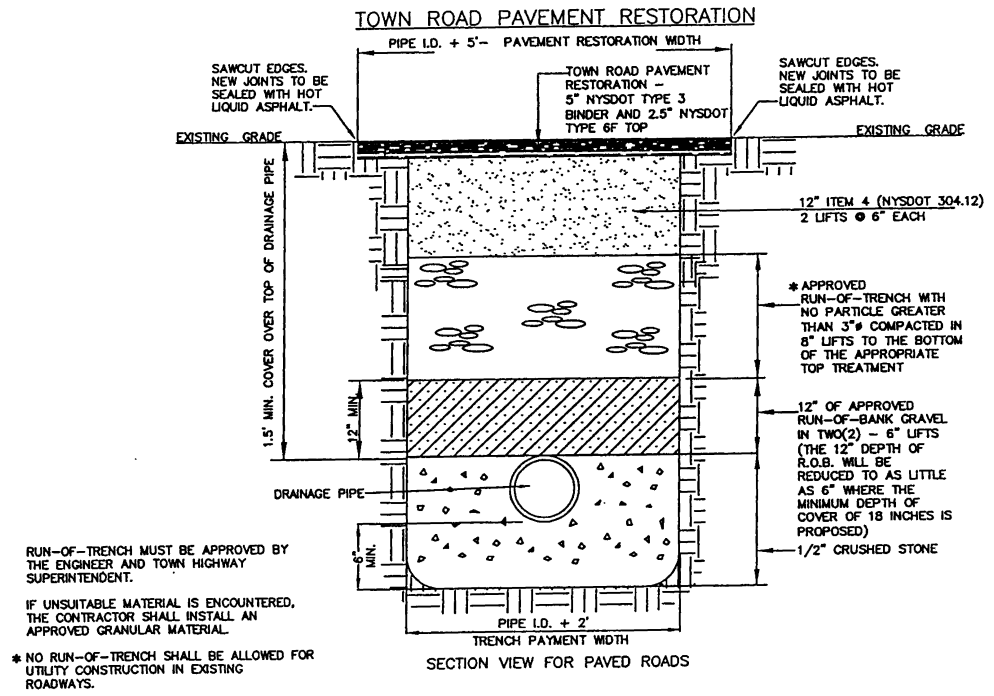 TOWN ROAD PAVEMENT RESTORATION
PIPE I.D. + 5'- PAVEMENT RESTORATION WIDTH
SAWCUT EDGES.
NEW JOINTS TO BE
SEALED WITH HOT
LIQUID ASPHALT.
TOWN ROAD PAVEMENT
RESTORATION -
5" NYSDOT TYPE 3
BINDER AND 2.5" NYSDOT
TYPE 6F TOP
SAWCUT EDGES.
NEW JOINTS TO BE
SEALED WITH HOT
LIQUID ASPHALT.
EXISTING GRADE
EXISTING GRADE
1.5' MIN. COVER OVER TOP OF DRAINAGE PIPE
12" ITEM 4 (NYSDOT 304.12)
2 LIFTS @ 6" EACH
* APPROVED
RUN-OF-TRENCH WITH
NO PARTICLE GREATER
THAN 3"ø COMPACTED IN
8" LIFTS TO THE BOTTOM
OF THE APPROPRIATE
TOP TREATMENT
12" MIN.
12" OF APPROVED
RUN-OF-BANK GRAVEL
IN TWO(2) - 6" LIFTS
(THE 12" DEPTH OF
R.O.B. WILL BE
REDUCED TO AS LITTLE
AS 6" WHERE THE
MINIMUM DEPTH OF
COVER OF 18 INCHES IS
PROPOSED)
DRAINAGE PIPE
6"
MIN.
1/2" CRUSHED STONE
RUN-OF-TRENCH MUST BE APPROVED BY
THE ENGINEER AND TOWN HIGHWAY
SUPERINTENDENT.
IF UNSUITABLE MATERIAL IS ENCOUNTERED,
THE CONTRACTOR SHALL INSTALL AN
APPROVED GRANULAR MATERIAL
* NO RUN-OF-TRENCH SHALL BE ALLOWED FOR
UTILITY CONSTRUCTION IN EXISTING
ROADWAYS.
PIPE I.D. + 2'
TRENCH PAYMENT WIDTH
SECTION VIEW FOR PAVED ROADS